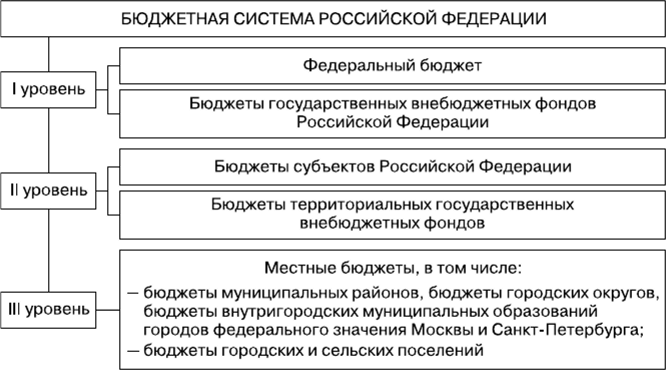 БЮДЖЕТНАЯ СИСТЕМА РОССИЙСКОЙ ФЕДЕРАЦИИ
I уровень
Федеральный бюджет
Бюджеты государственных внебюджетных фондов
Российской Федерации
II уровень
Бюджеты субъектов Российской Федерации
Бюджеты территориальных государственных
внебюджетных фондов
III уровень
Местные бюджеты, в том числе:
— бюджеты муниципальных районов, бюджеты городских округов,
бюджеты внутригородских муниципальных образований
городов федерального значения Москвы и Санкт-Петербурга;
— бюджеты городских и сельских поселений